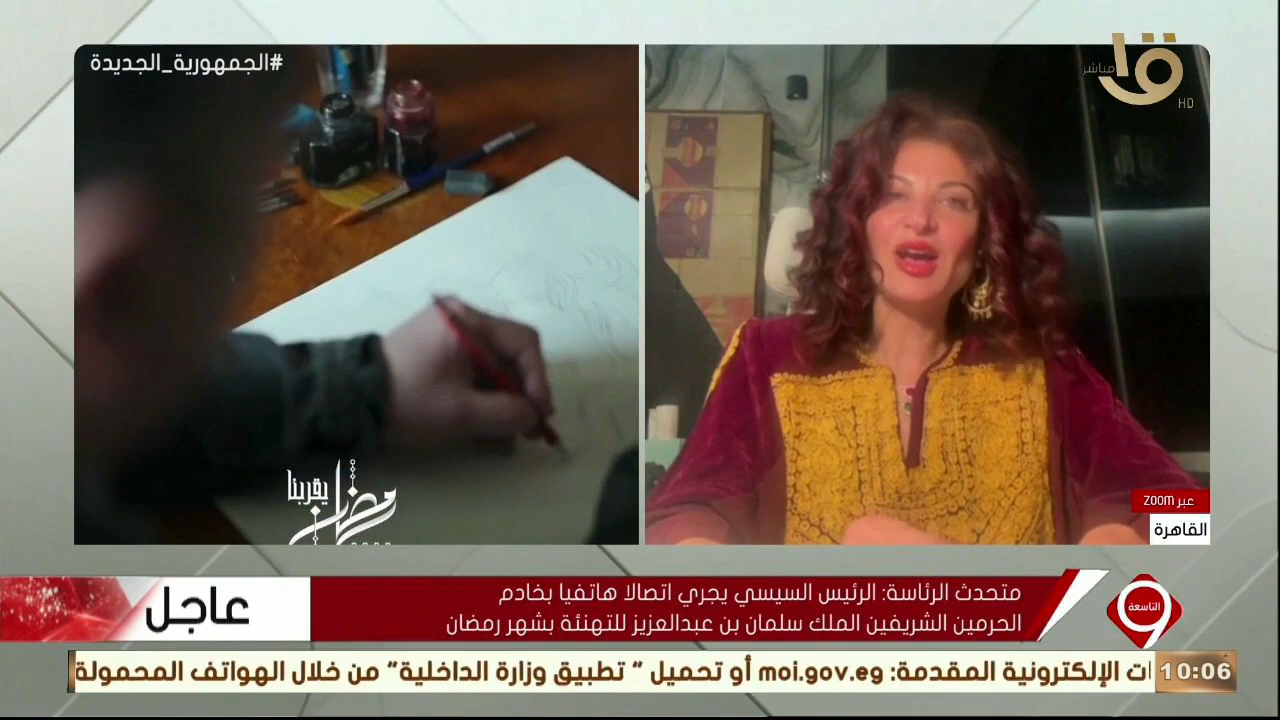 #الجمهورية_الجديدة
مباشر
HD
رمضان يقربنا
عبر ZOOM
القاهرة
عاجل
متحدث الرئاسة: الرئيس السيسي يجري اتصالا هاتفيا بخادم
الحرمين الشريفين الملك سلمان بن عبدالعزيز للتهنئة بشهر رمضان
التاسعة
9
ات الإلكترونية المقدمة: moi.gov.eg أو تحميل " تطبيق وزارة الداخلية" من خلال الهواتف المحمولة
10:06